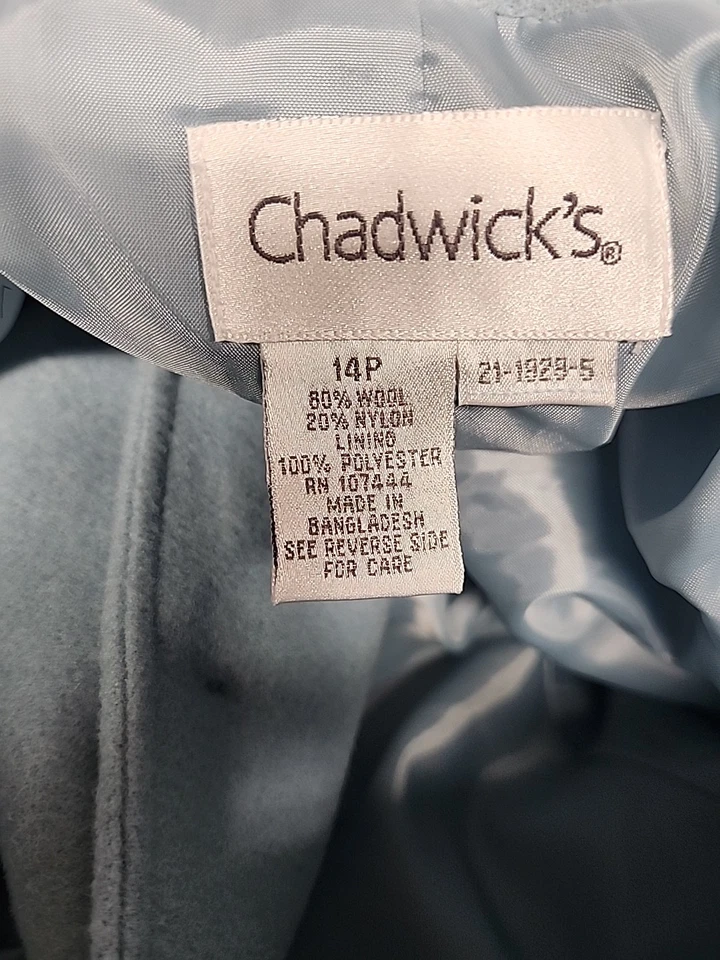 Chadwick's®
14P
21-1929-5
80% WOOL
20% NYLON
LINING
100% POLYESTER
RN 107444
MADE IN
BANGLADESH
SEE REVERSE SIDE
FOR CARE